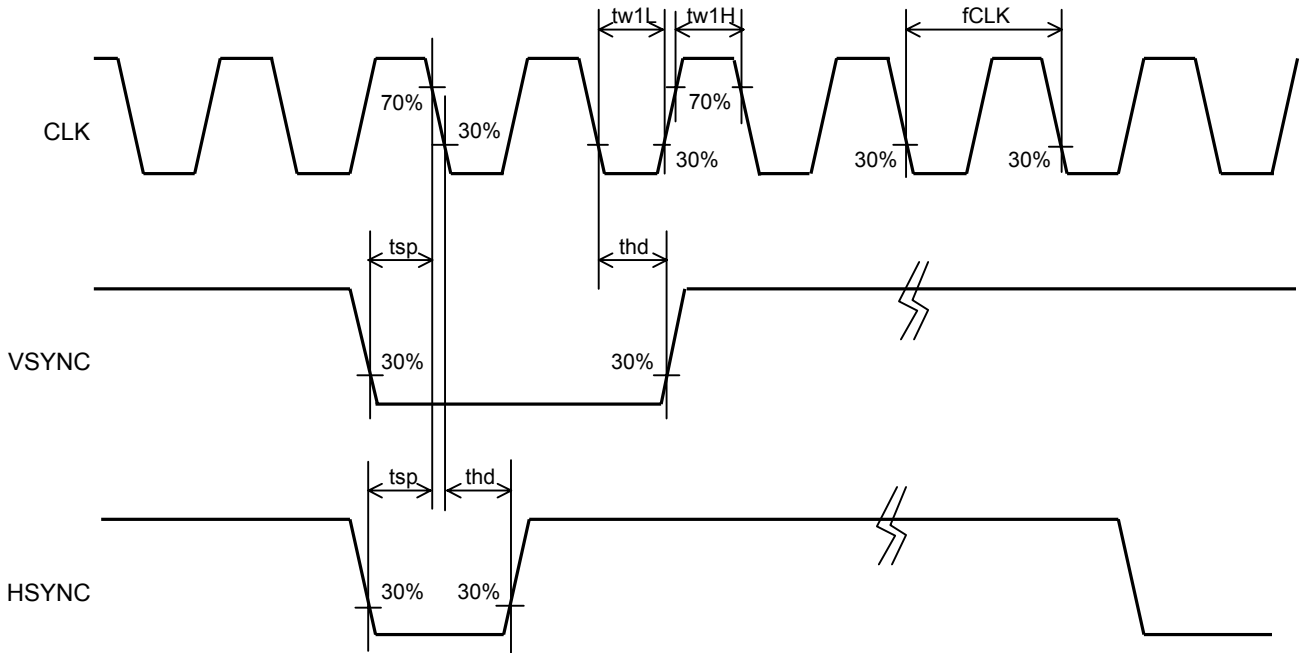 tw1L tw1H fCLK
CLK 70% 30% 70% 30% 30% 30%
tsp thd
VSYNC 30% 30%
tsp thd
HSYNC 30% 30%